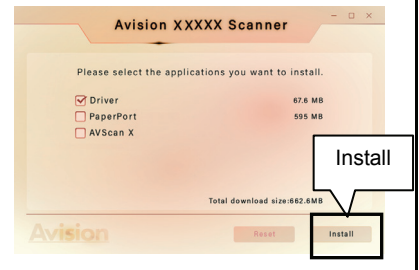 Avision XXXXX Scanner
Please select the applications you want to install.
Driver 67.6 MB
PaperPort 595 MB
AVScan X
Install
Total download size:662.6MB
Avision Reset Install